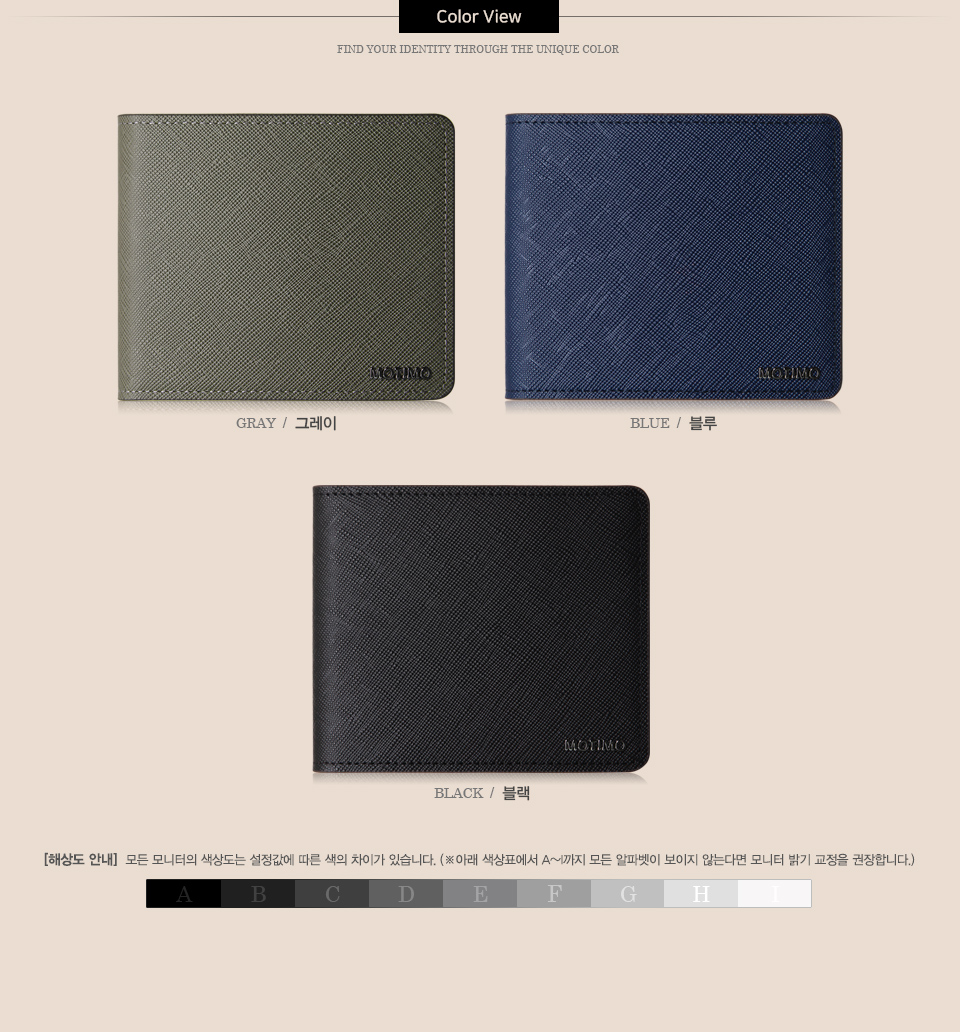 Color View
FIND YOUR IDENTITY THROUGH THE UNIQUE COLOR
MOTIMO
MOTIMO
GRAY / 그레이
BLUE / 블루
MOTIMO
BLACK / 블랙
[해상도 안내] 모든 모니터의 색상도는 설정값에 따른 색의 차이가 있습니다. (※아래 색상표에서 A~I까지 모든 알파벳이 보이지 않는다면 모니터 밝기 교정을 권장합니다.)
A B C D E F G H I